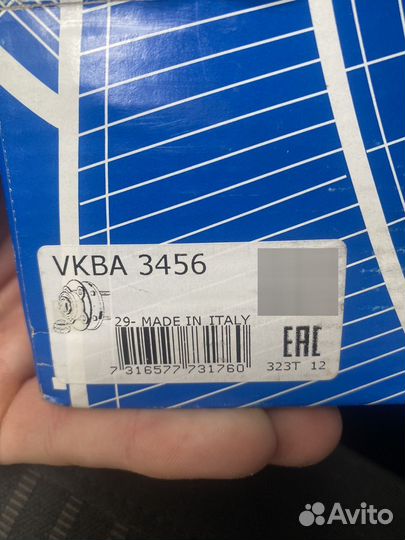 VKBA 3456
29- MADE IN ITALY
EAC
7 316577 731760
323T 12
Avito